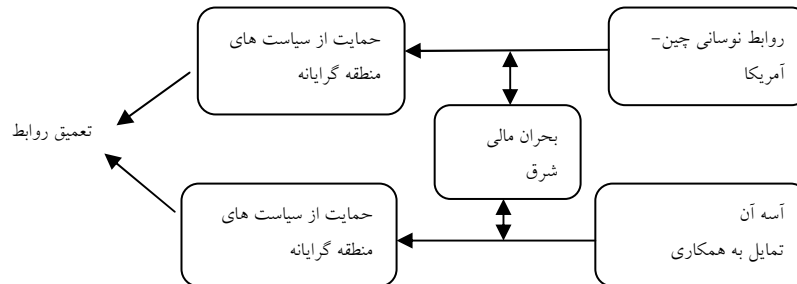 روابط نوسانی چین-
آمریکا
حمایت از سیاست های
منطقه گرایانه
بحران مالی
شرق
تعمیق روابط
آسه آن
تمایل به همکاری
حمایت از سیاست های
منطقه گرایانه